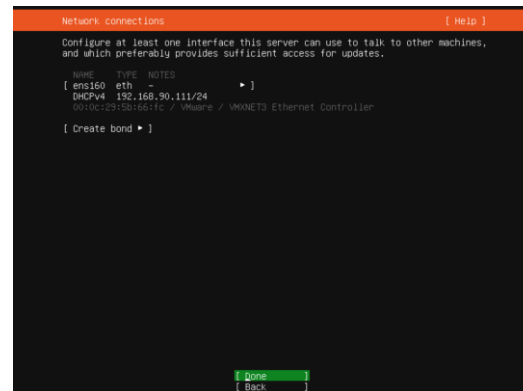 Network connections [ Help ]
Configure at least one interface this server can use to talk to other machines,
and which preferably provides sufficient access for updates.
NAME TYPE NOTES
[ ens160 eth - ▸ ]
DHCPv4 192.168.90.111/24
00:0c:29:5b:66:fc / VMware / VMXNET3 Ethernet Controller
[ Create bond ▸ ]
[ Done ]
[ Back ]